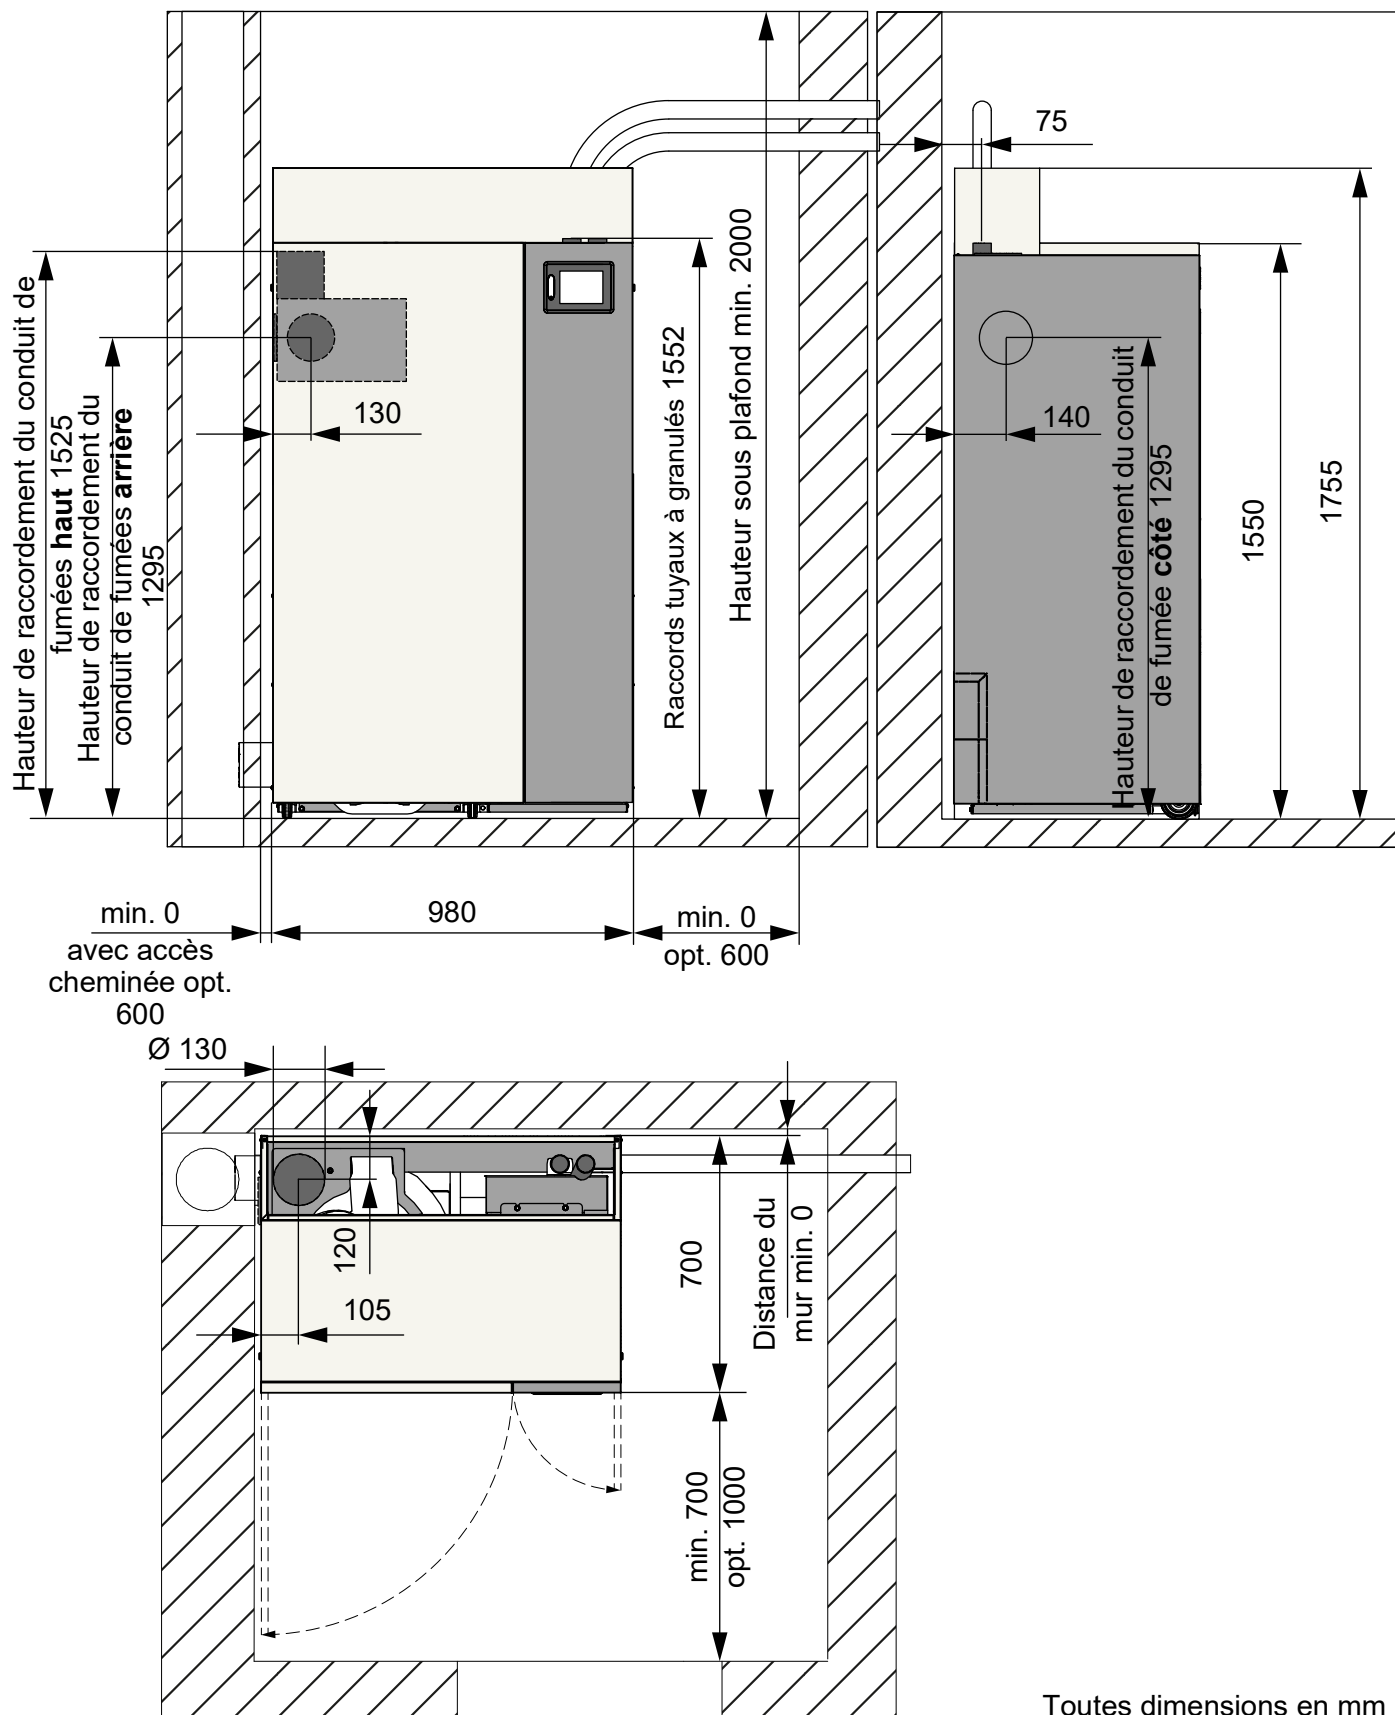 Hauteur de raccordement du conduit de
fumées haut 1525
Hauteur de raccordement du
conduit de fumées arrière
1295
130
Raccords tuyaux à granulés 1552
Hauteur sous plafond min. 2000
75
140
Hauteur de raccordement du conduit
de fumée côté 1295
1550
1755
min. 0
avec accès
cheminée opt.
600
980
min. 0
opt. 600
Ø 130
120
105
700
Distance du
mur min. 0
min. 700
opt. 1000
Toutes dimensions en mm